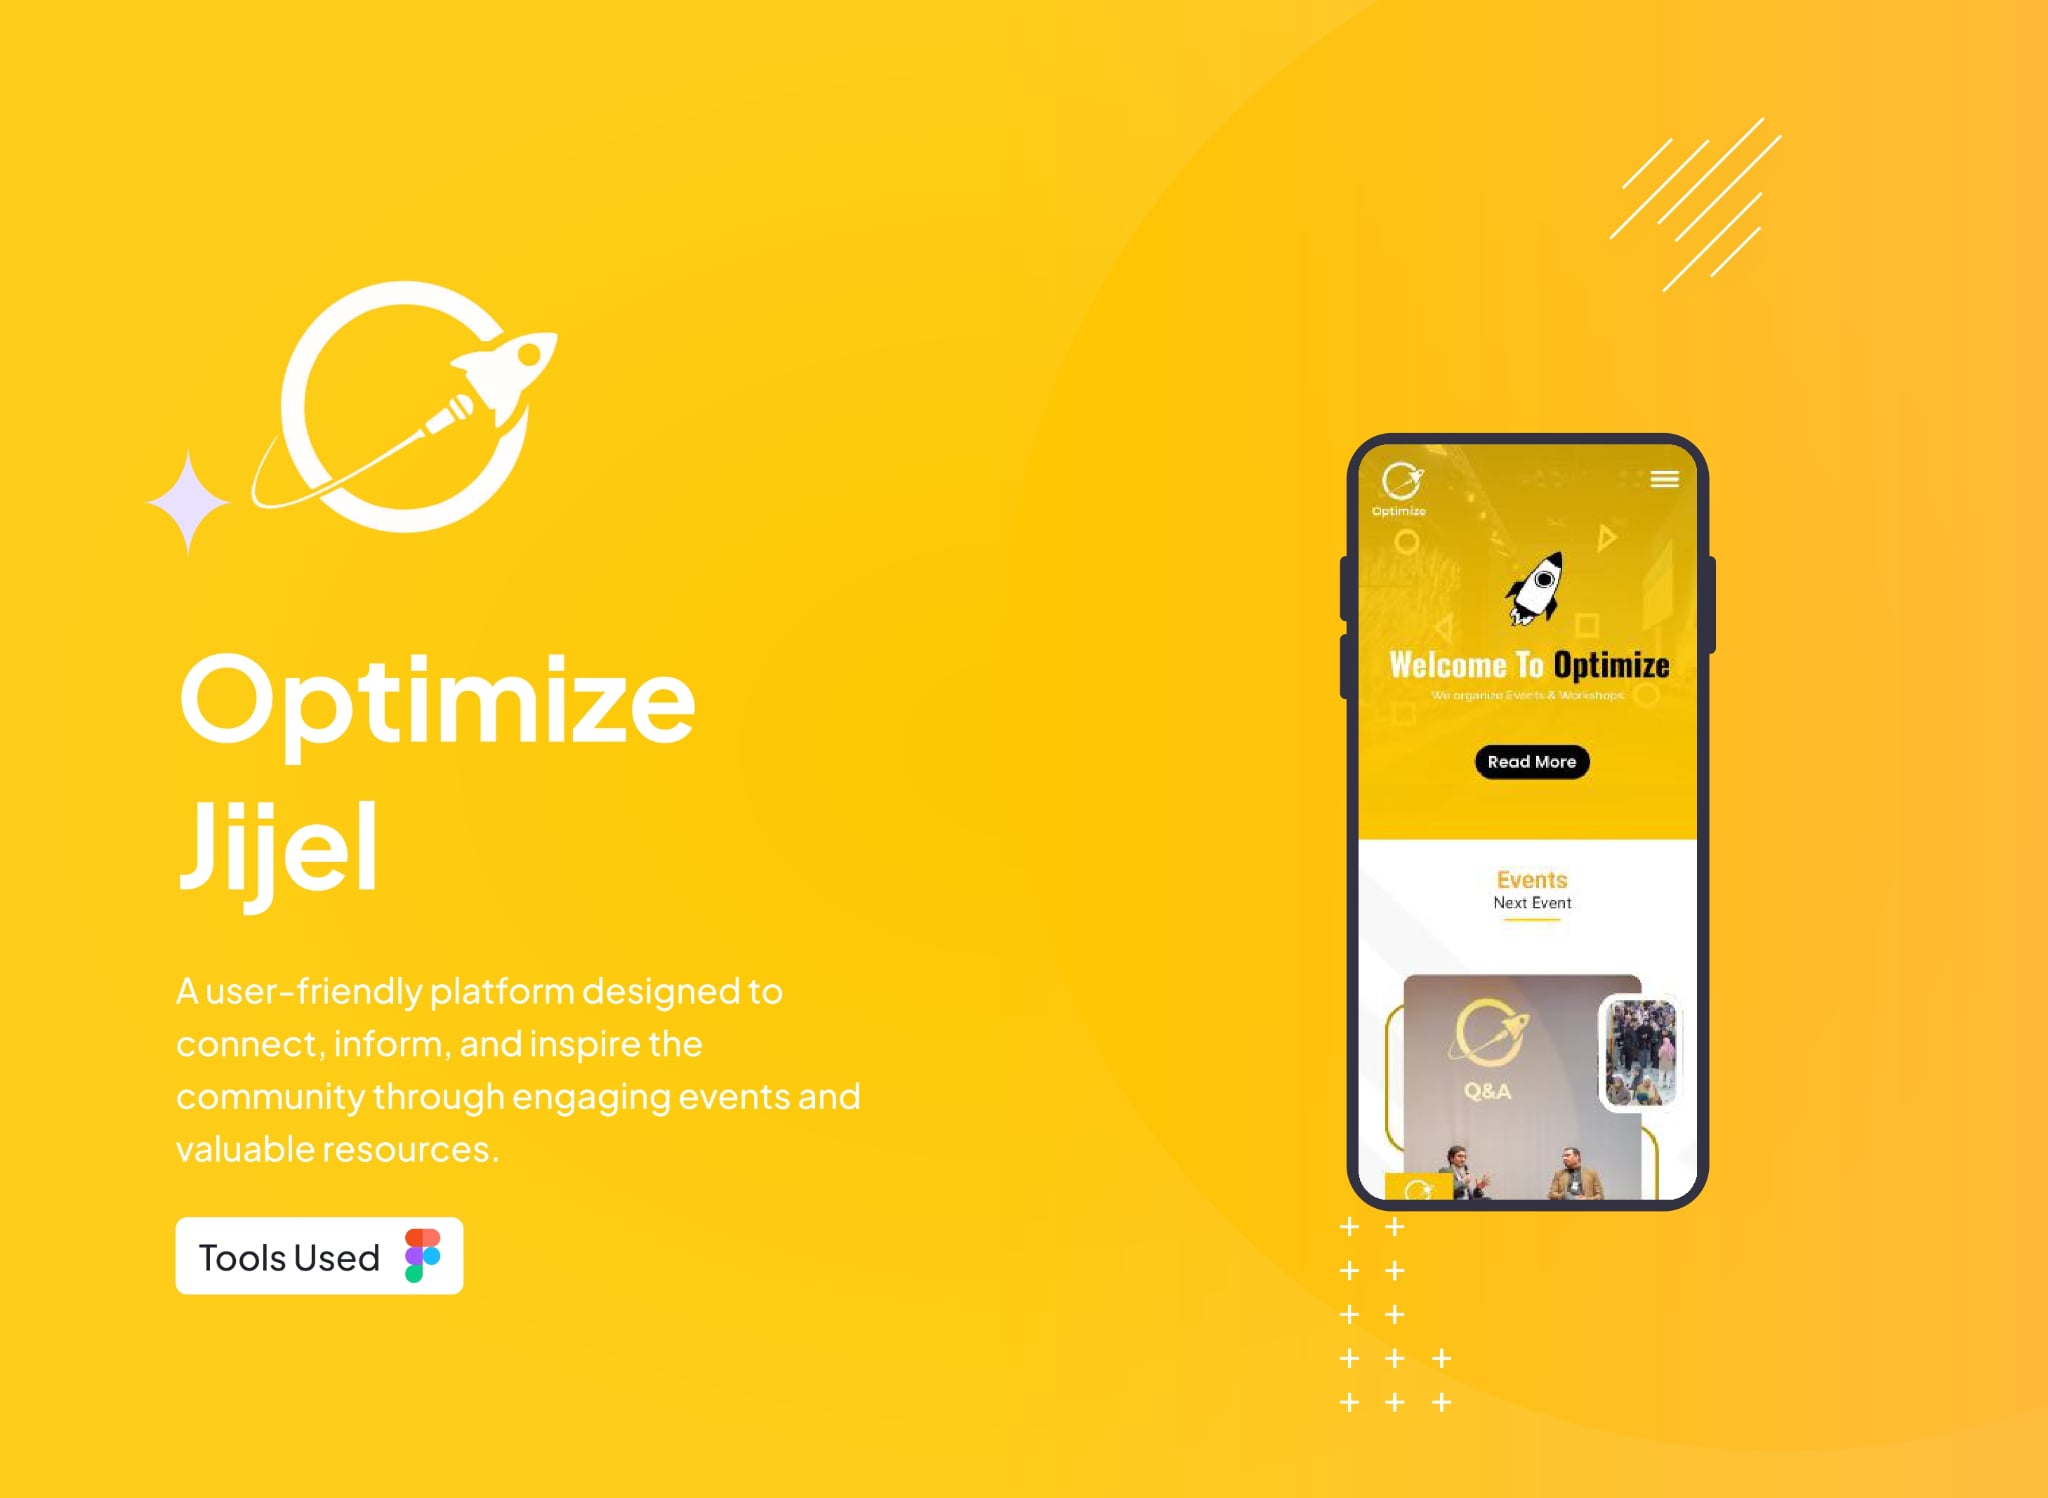 Optimize
Jijel
A user-friendly platform designed to
connect, inform, and inspire the
community through engaging events and
valuable resources.
Tools Used
Optimize
Welcome To Optimize
We organize Events & Workshops
Read More
Events
Next Event
Q&A